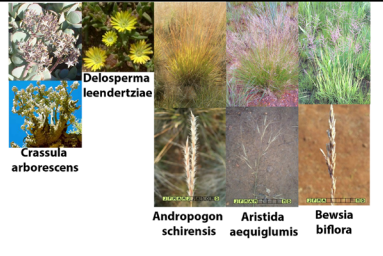 Delosperma
leendertziae
Crassula
arborescens
Andropogon
schirensis
Aristida
aequiglumis
Bewsia
biflora